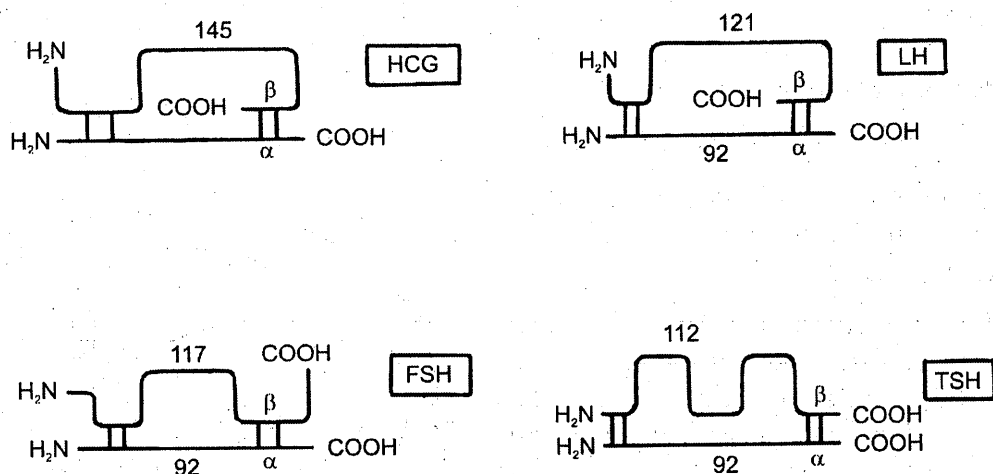 145
H₂N
HCG
β
COOH
H₂N
COOH
α
121
LH
H₂N
β
COOH
H₂N
COOH
92
α
117
COOH
FSH
H₂N
β
H₂N
COOH
92
α
112
TSH
β
H₂N
COOH
H₂N
COOH
92
α